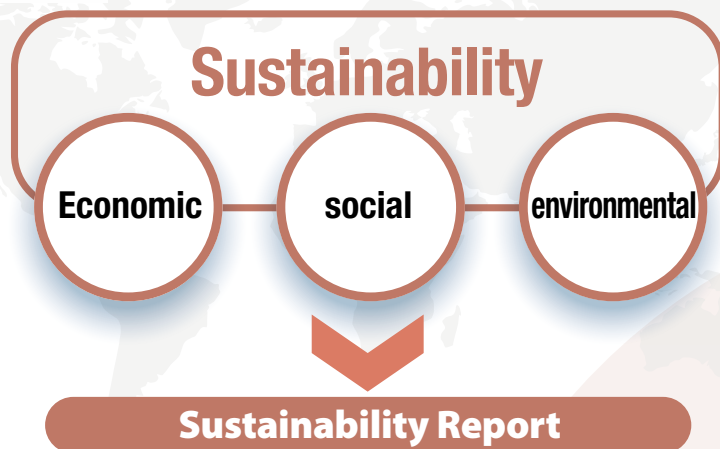 Sustainability
Economic
social
environmental
Sustainability Report